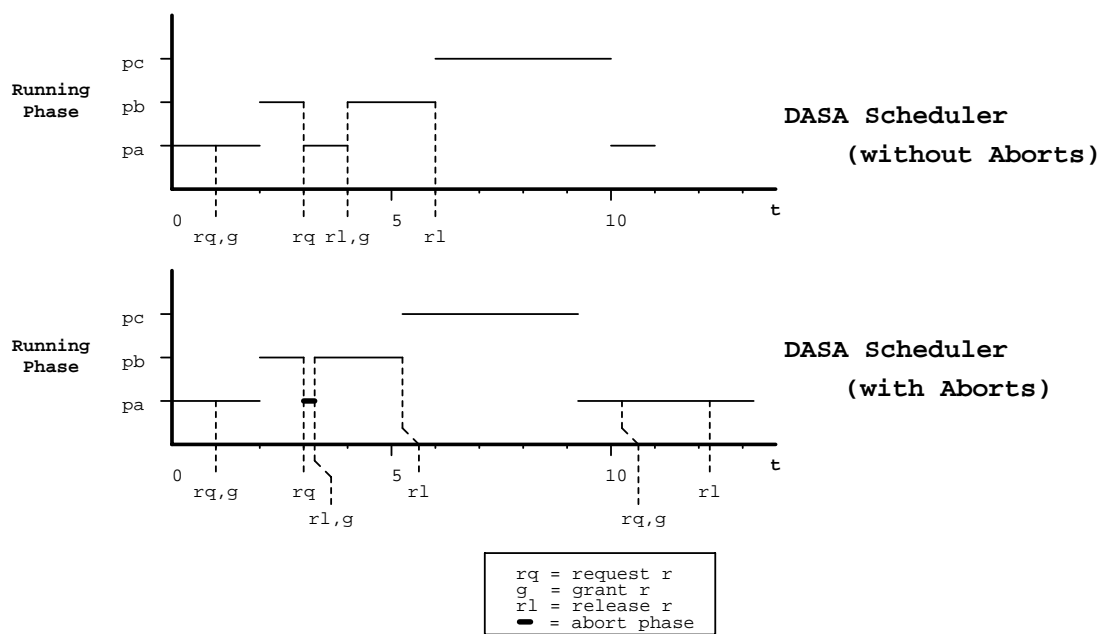 pc
Running
Phase
pb
pa
DASA Scheduler
(without Aborts)
0
5
10
t
rq,g
rq
rl,g
rl
pc
Running
Phase
pb
pa
DASA Scheduler
(with Aborts)
0
5
10
t
rq,g
rq
rl
rl
rl,g
rq,g
rq = request r
g = grant r
rl = release r
= abort phase